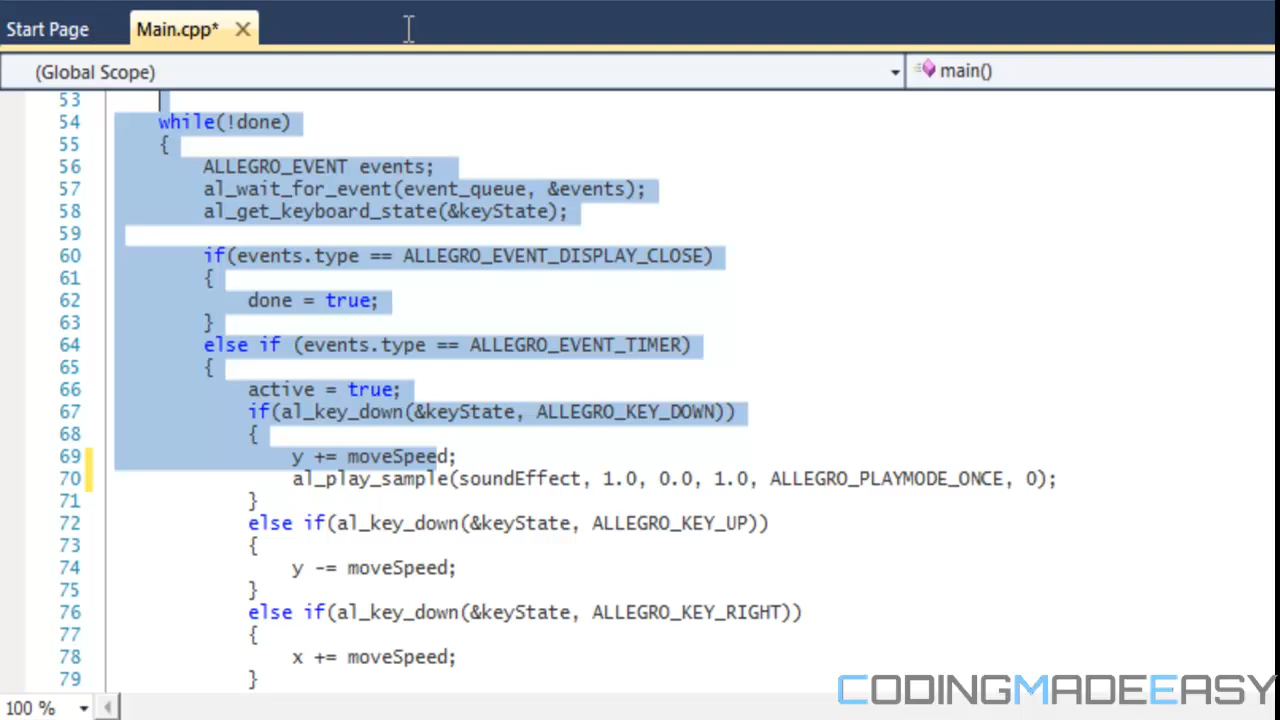 Start Page
Main.cpp*
(Global Scope)
main()
53
54 while(!done)
55 {
56 ALLEGRO_EVENT events;
57 al_wait_for_event(event_queue, &events);
58 al_get_keyboard_state(&keyState);
59
60 if(events.type == ALLEGRO_EVENT_DISPLAY_CLOSE)
61 {
62 done = true;
63 }
64 else if (events.type == ALLEGRO_EVENT_TIMER)
65 {
66 active = true;
67 if(al_key_down(&keyState, ALLEGRO_KEY_DOWN))
68 {
69 y += moveSpeed;
70 al_play_sample(soundEffect, 1.0, 0.0, 1.0, ALLEGRO_PLAYMODE_ONCE, 0);
71 }
72 else if(al_key_down(&keyState, ALLEGRO_KEY_UP))
73 {
74 y -= moveSpeed;
75 }
76 else if(al_key_down(&keyState, ALLEGRO_KEY_RIGHT))
77 {
78 x += moveSpeed;
79 }
100 %
CODINGMADEEASY